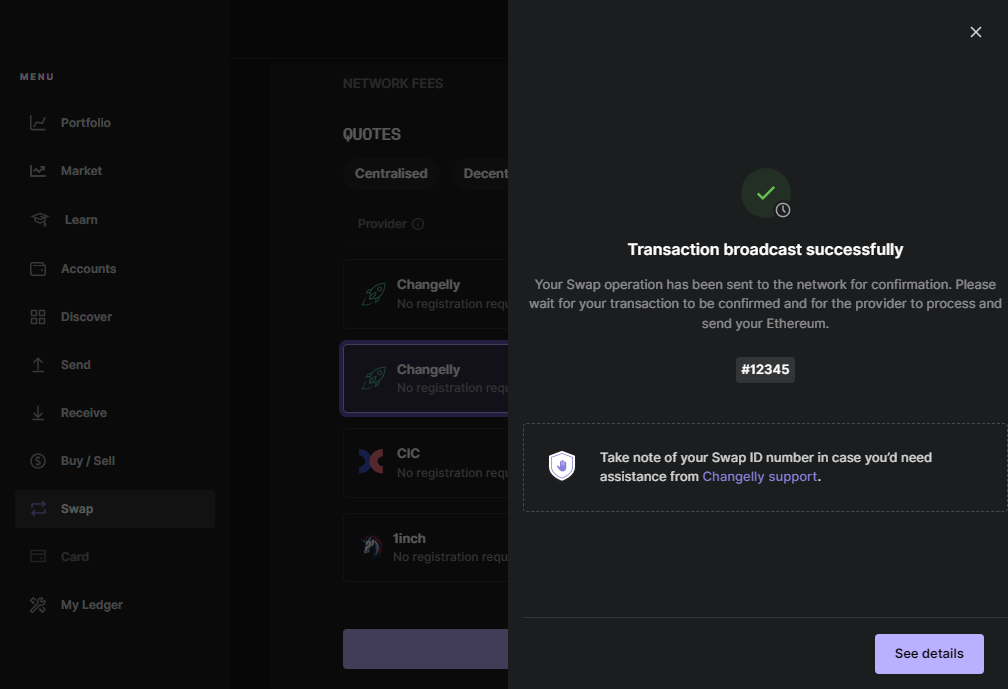 MENU
Portfolio
Market
Learn
Accounts
Discover
Send
Receive
Buy / Sell
Swap
Card
My Ledger
NETWORK FEES
QUOTES
Centralised
Decent
Provider
Changelly
No registration requ
Changelly
No registration requ
CIC
No registration requ
1inch
No registration requ
Transaction broadcast successfully
Your Swap operation has been sent to the network for confirmation. Please
wait for your transaction to be confirmed and for the provider to process and
send your Ethereum.
#12345
Take note of your Swap ID number in case you’d need
assistance from Changelly support.
See details